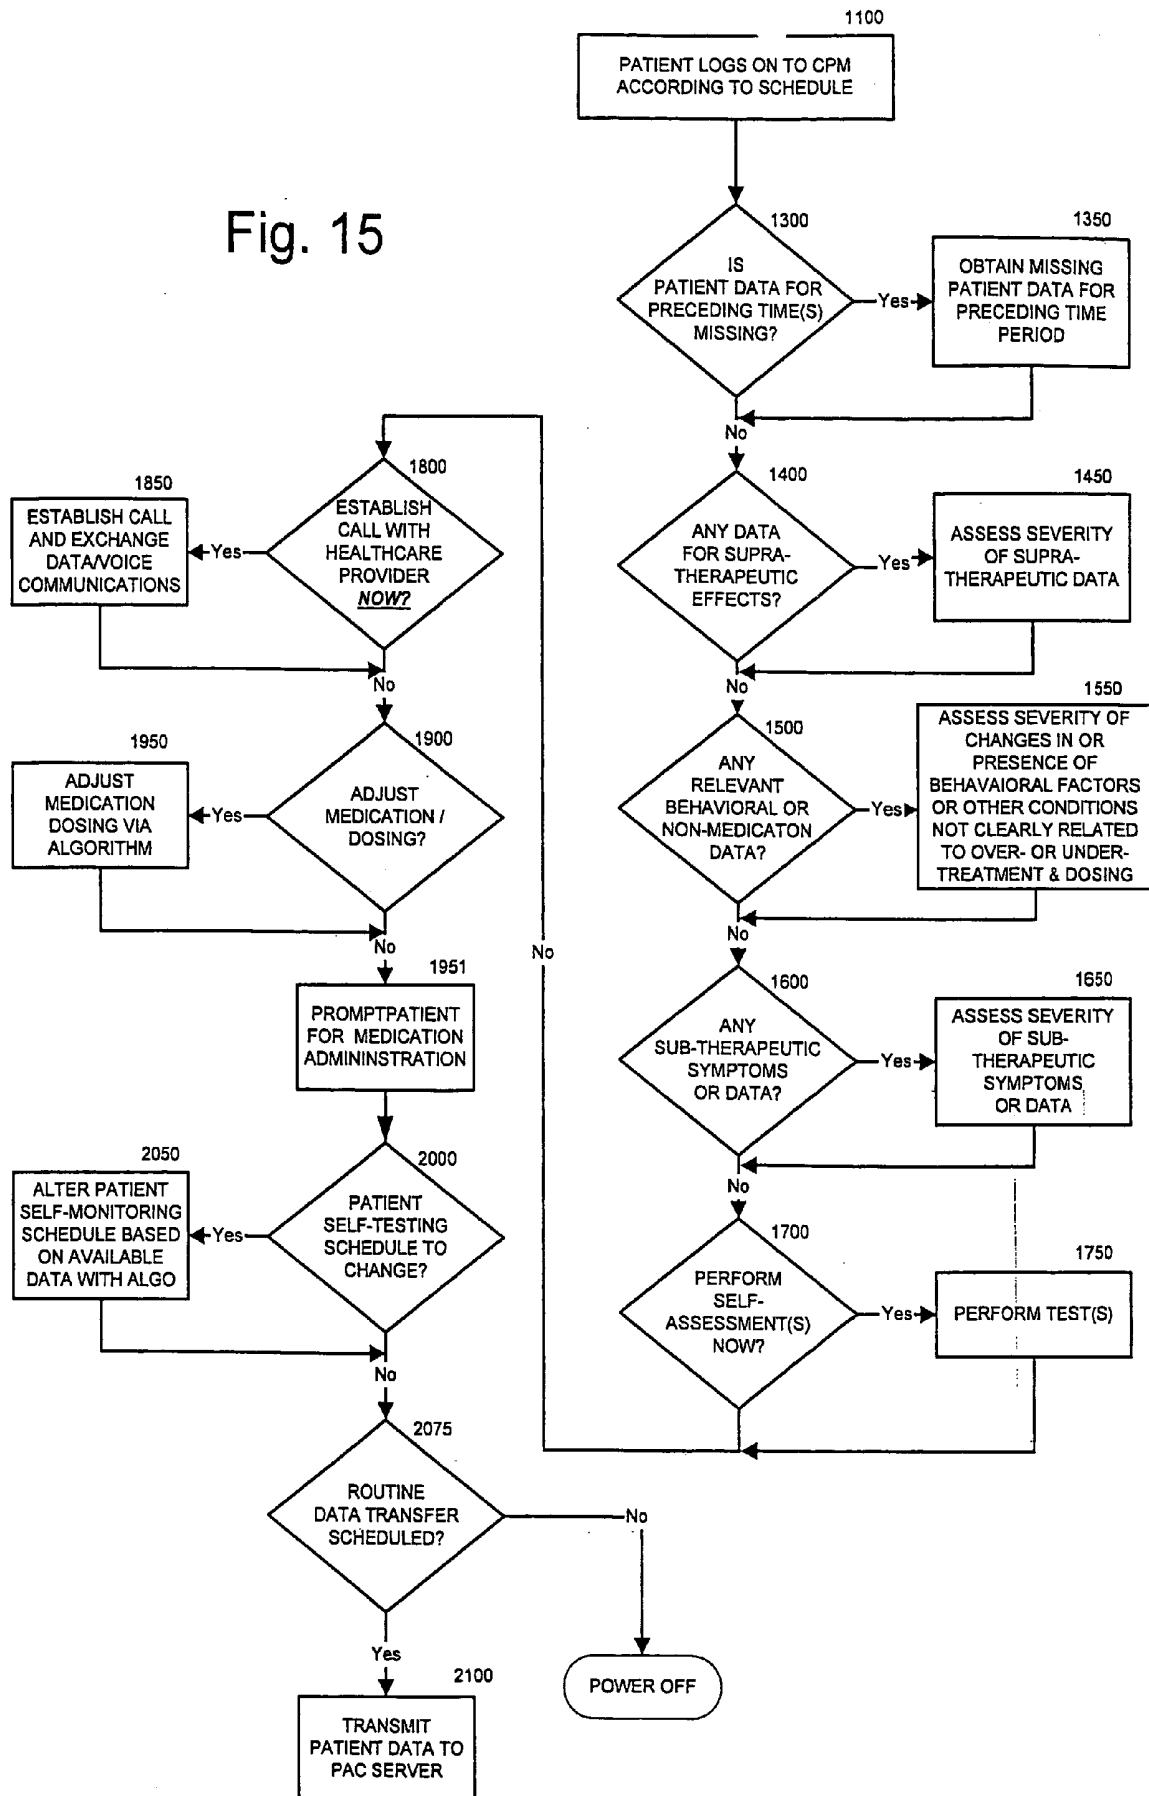 Fig. 15
1100
PATIENT LOGS ON TO CPM
ACCORDING TO SCHEDULE
1300
IS
PATIENT DATA FOR
PRECEDING TIME(S)
MISSING?
Yes
1350
OBTAIN MISSING
PATIENT DATA FOR
PRECEDING TIME
PERIOD
No
1400
ANY DATA
FOR SUPRA-
THERAPEUTIC
EFFECTS?
Yes
1450
ASSESS SEVERITY
OF SUPRA-
THERAPEUTIC DATA
No
1500
ANY
RELEVANT
BEHAVIORAL OR
NON-MEDICATON
DATA?
Yes
1550
ASSESS SEVERITY OF
CHANGES IN OR
PRESENCE OF
BEHAVAIORAL FACTORS
OR OTHER CONDITIONS
NOT CLEARLY RELATED
TO OVER- OR UNDER-
TREATMENT & DOSING
No
1600
ANY
SUB-THERAPEUTIC
SYMPTOMS
OR DATA?
Yes
1650
ASSESS SEVERITY
OF SUB-
THERAPEUTIC
SYMPTOMS
OR DATA
No
1700
PERFORM
SELF-
ASSESSMENT(S)
NOW?
Yes
1750
PERFORM TEST(S)
No
1800
ESTABLISH
CALL WITH
HEALTHCARE
PROVIDER
NOW?
Yes
1850
ESTABLISH CALL
AND EXCHANGE
DATA/VOICE
COMMUNICATIONS
No
1900
ADJUST
MEDICATION /
DOSING?
Yes
1950
ADJUST
MEDICATION
DOSING VIA
ALGORITHM
No
1951
PROMPTPATIENT
FOR MEDICATION
ADMININSTRATION
2000
PATIENT
SELF-TESTING
SCHEDULE TO
CHANGE?
Yes
2050
ALTER PATIENT
SELF-MONITORING
SCHEDULE BASED
ON AVAILABLE
DATA WITH ALGO
No
2075
ROUTINE
DATA TRANSFER
SCHEDULED?
No
POWER OFF
Yes
2100
TRANSMIT
PATIENT DATA TO
PAC SERVER